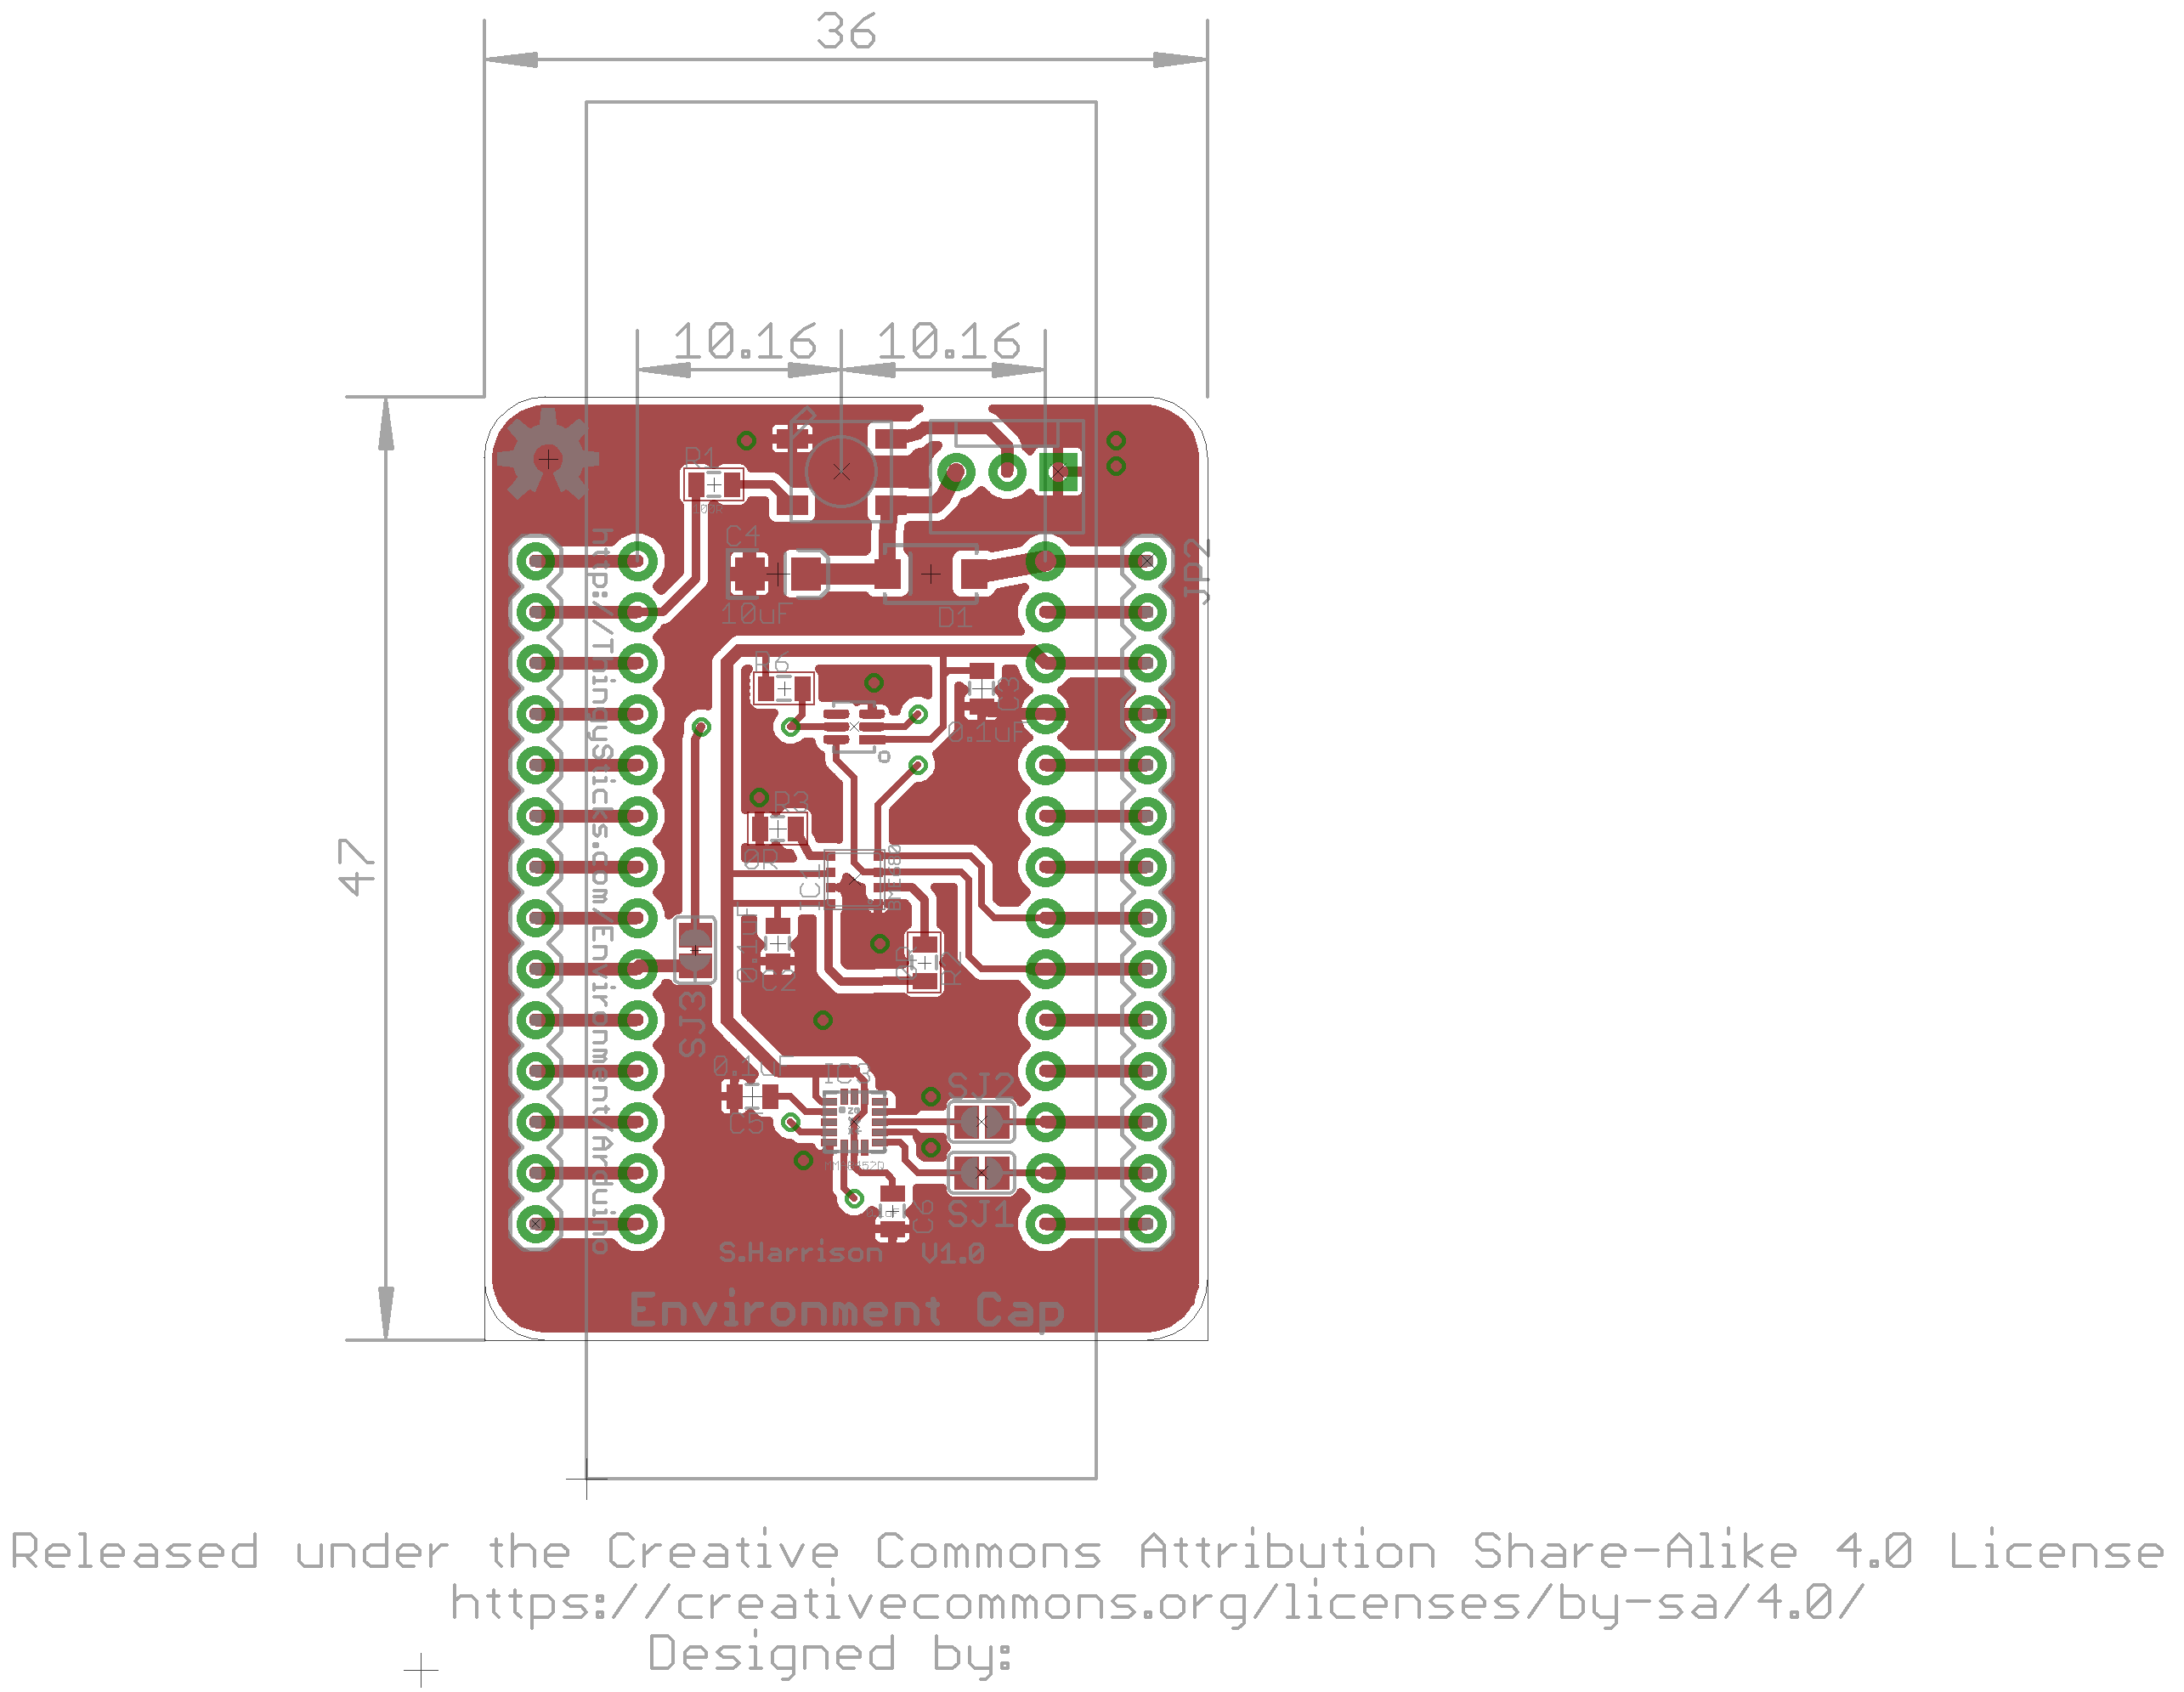 36
10.16 10.16
R1
C4
10uF
D1
JP2
R6
C3
0.1uF
http://Thingysticks.com/Environment/Arduino
47
R3
0R
IC1
BME280
0.1uF
C2
SJ3
0.1uF
IC3
C5
SJ2
SJ1
C6
S.Harrison V1.0
Environment Cap
Released under the Creative Commons Attribution Share-Alike 4.0 License
https://creativecommons.org/licenses/by-sa/4.0/
Designed by: